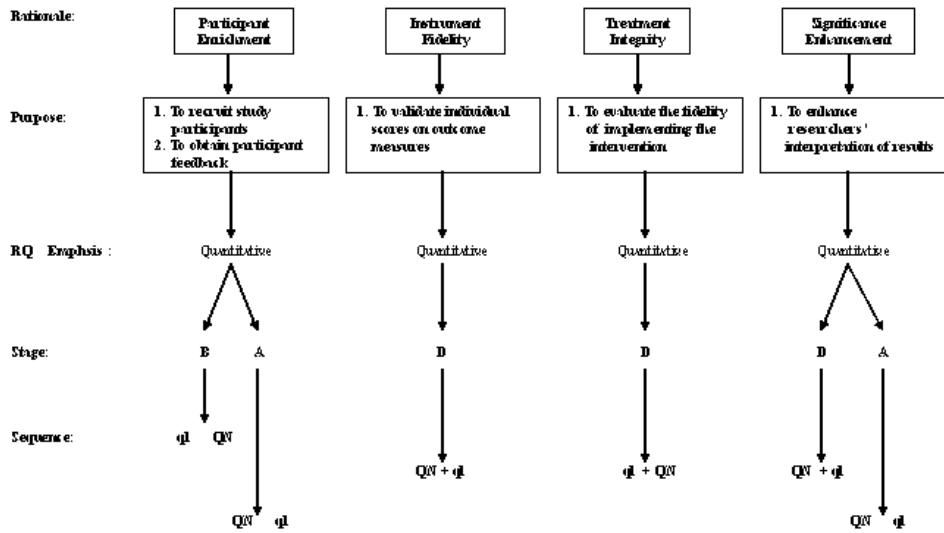 Rationale:
Participant
Enrichment
Instrument
Fidelity
Treatment
Integrity
Significance
Enhancement
Purpose:
1. To recruit study
participants
2. To obtain participant
feedback
1. To validate individual
scores on outcome
measures
1. To evaluate the fidelity
of implementing the
intervention
1. To enhance
researchers'
interpretation of results
RQ Emphsis :
Quantitative
Quantitative
Quantitative
Quantitative
Stage:
B A
D
D
D A
Sequence:
ql QN
QN + ql
ql + QN
QN + ql
QN ql
QN ql